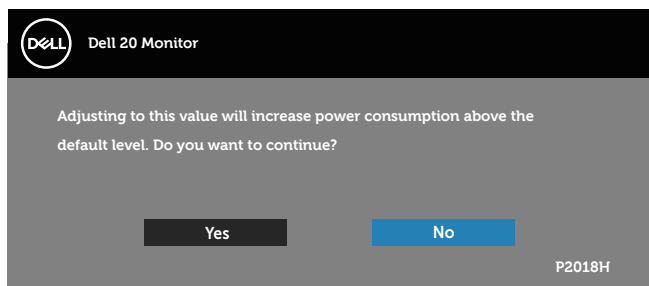 DELL
Dell 20 Monitor
Adjusting to this value will increase power consumption above the
default level. Do you want to continue?
Yes
No
P2018H